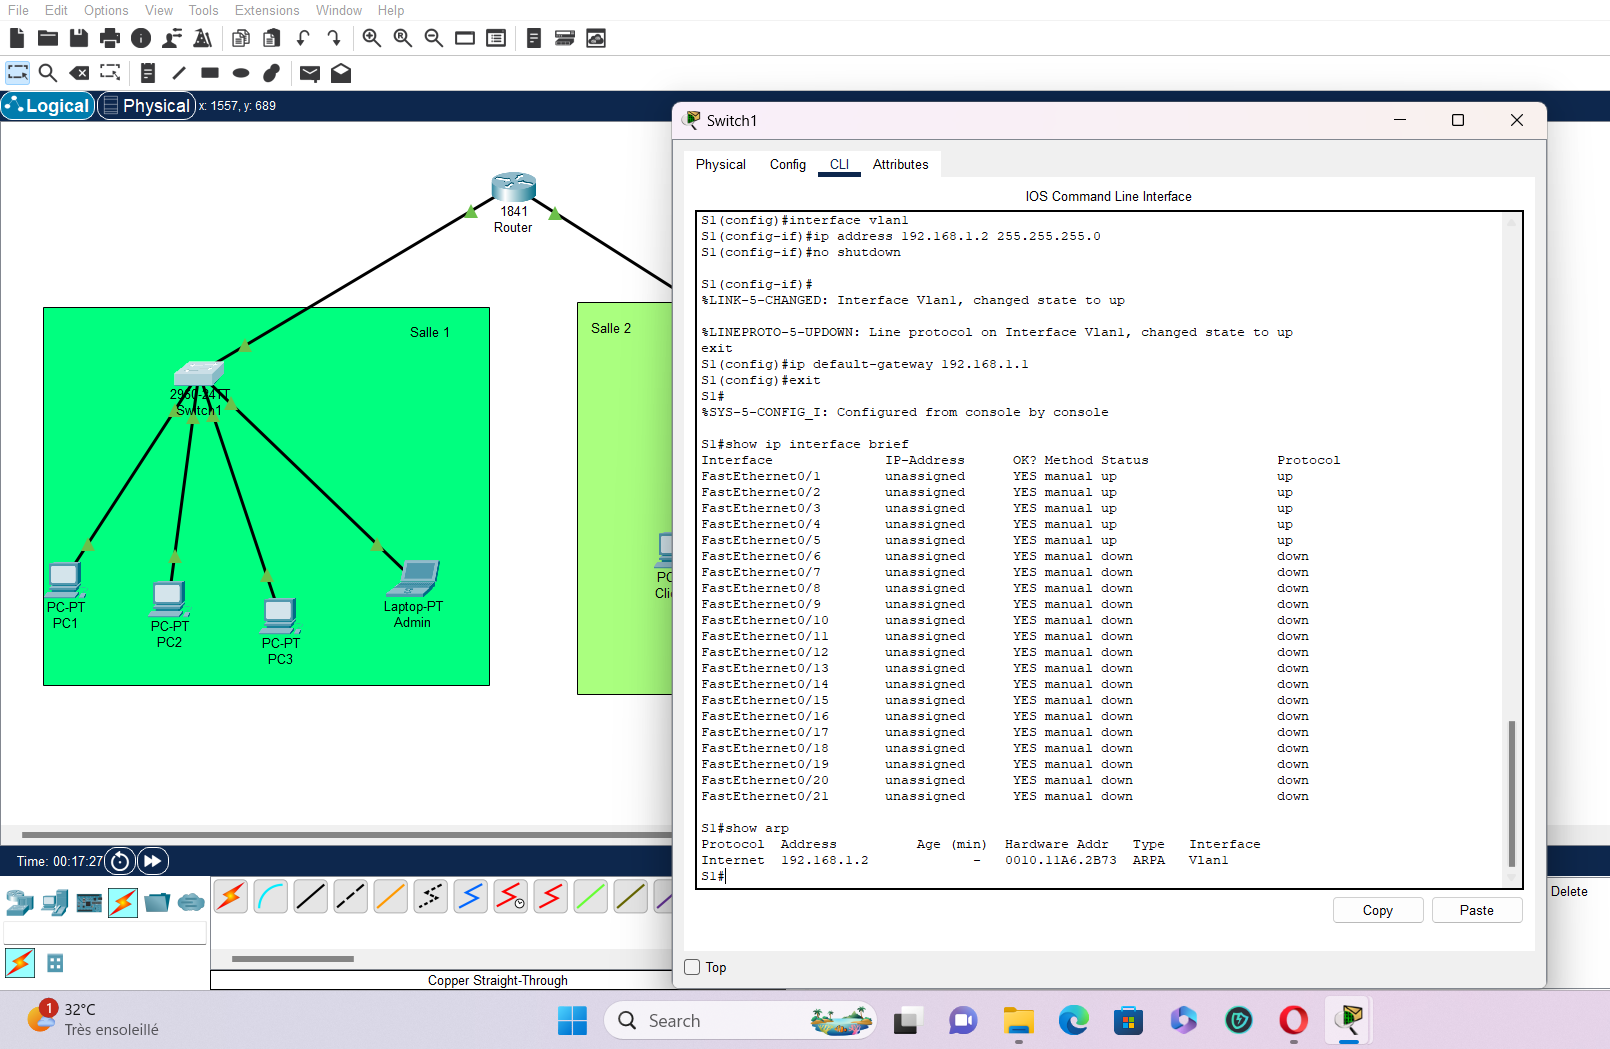 File Edit Options View Tools Extensions Window Help
Logical Physical x: 1557, y: 689
1841
Router
Salle 1
2960-24TT
Switch1
PC-PT
PC1
PC-PT
PC2
PC-PT
PC3
Laptop-PT
Admin
Salle 2
Switch1
Physical Config CLI Attributes
IOS Command Line Interface
S1(config)#interface vlan1
S1(config-if)#ip address 192.168.1.2 255.255.255.0
S1(config-if)#no shutdown
S1(config-if)#
%LINK-5-CHANGED: Interface Vlan1, changed state to up
%LINEPROTO-5-UPDOWN: Line protocol on Interface Vlan1, changed state to up
exit
S1(config)#ip default-gateway 192.168.1.1
S1(config)#exit
S1#
%SYS-5-CONFIG_I: Configured from console by console
S1#show ip interface brief
Interface IP-Address OK? Method Status Protocol
FastEthernet0/1 unassigned YES manual up up
FastEthernet0/2 unassigned YES manual up up
FastEthernet0/3 unassigned YES manual up up
FastEthernet0/4 unassigned YES manual up up
FastEthernet0/5 unassigned YES manual up up
FastEthernet0/6 unassigned YES manual down down
FastEthernet0/7 unassigned YES manual down down
FastEthernet0/8 unassigned YES manual down down
FastEthernet0/9 unassigned YES manual down down
FastEthernet0/10 unassigned YES manual down down
FastEthernet0/11 unassigned YES manual down down
FastEthernet0/12 unassigned YES manual down down
FastEthernet0/13 unassigned YES manual down down
FastEthernet0/14 unassigned YES manual down down
FastEthernet0/15 unassigned YES manual down down
FastEthernet0/16 unassigned YES manual down down
FastEthernet0/17 unassigned YES manual down down
FastEthernet0/18 unassigned YES manual down down
FastEthernet0/19 unassigned YES manual down down
FastEthernet0/20 unassigned YES manual down down
FastEthernet0/21 unassigned YES manual down down
S1#show arp
Protocol Address Age (min) Hardware Addr Type Interface
Internet 192.168.1.2 - 0010.11A6.2B73 ARPA Vlan1
S1#
Copy Paste
Top
Time: 00:17:27
Delete
Copper Straight-Through
1
32°C
Très ensoleillé
Search